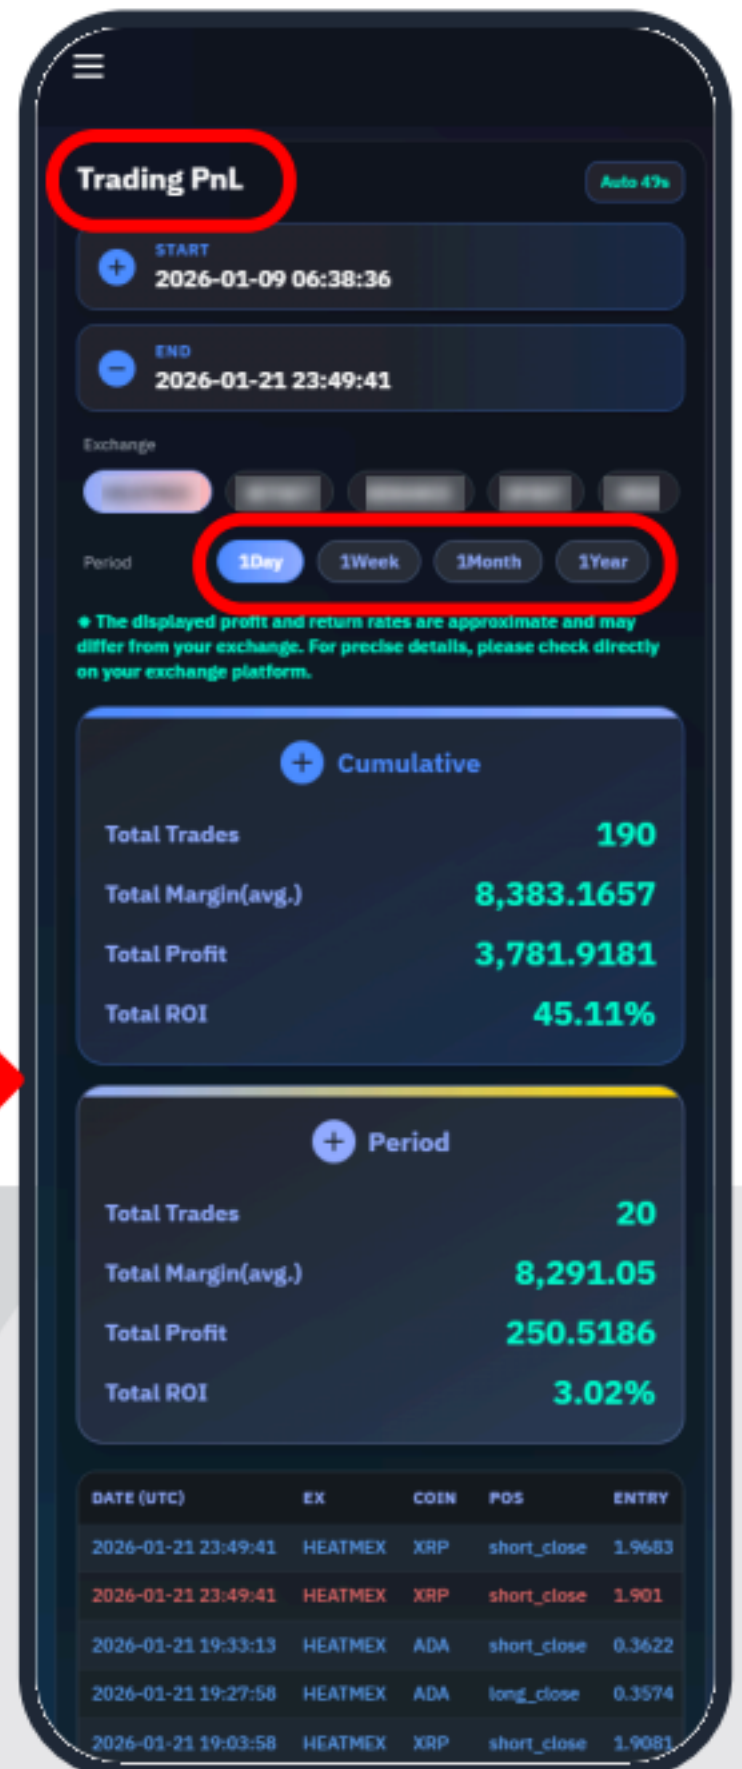 Trading PnL
Auto 49s
START
2026-01-09 06:38:36
END
2026-01-21 23:49:41
Exchange
Period 1Day 1Week 1Month 1Year
The displayed profit and return rates are approximate and may
differ from your exchange. For precise details, please check directly
on your exchange platform.
Cumulative
Total Trades 190
Total Margin(avg.) 8,383.1657
Total Profit 3,781.9181
Total ROI 45.11%
Period
Total Trades 20
Total Margin(avg.) 8,291.05
Total Profit 250.5186
Total ROI 3.02%
DATE (UTC) EX COIN POS ENTRY
2026-01-21 23:49:41 HEATMEX XRP short_close 1.9683
2026-01-21 23:49:41 HEATMEX XRP short_close 1.901
2026-01-21 19:33:13 HEATMEX ADA short_close 0.3622
2026-01-21 19:27:58 HEATMEX ADA long_close 0.3574
2026-01-21 19:03:58 HEATMEX XRP short_close 1.9081